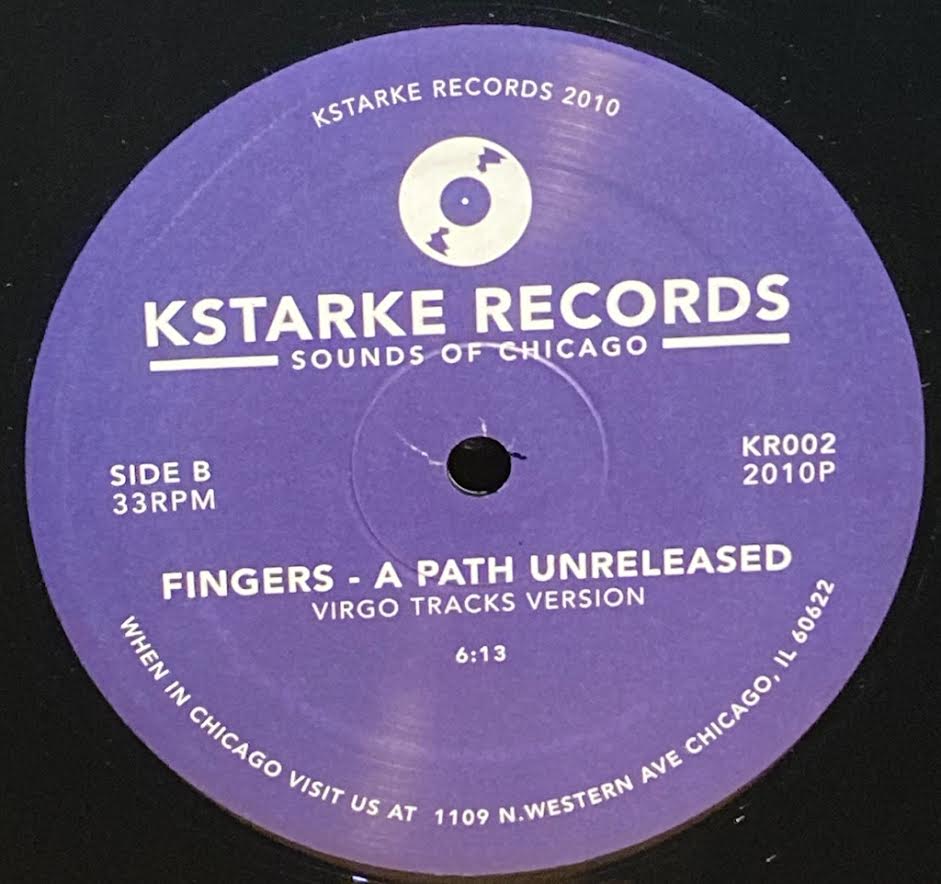 KSTARKE RECORDS 2010
KSTARKE RECORDS
SOUNDS OF CHICAGO
SIDE B
33RPM
KR002
2010P
FINGERS - A PATH UNRELEASED
VIRGO TRACKS VERSION
6:13
WHEN IN CHICAGO VISIT US AT 1109 N.WESTERN AVE CHICAGO, IL 60622